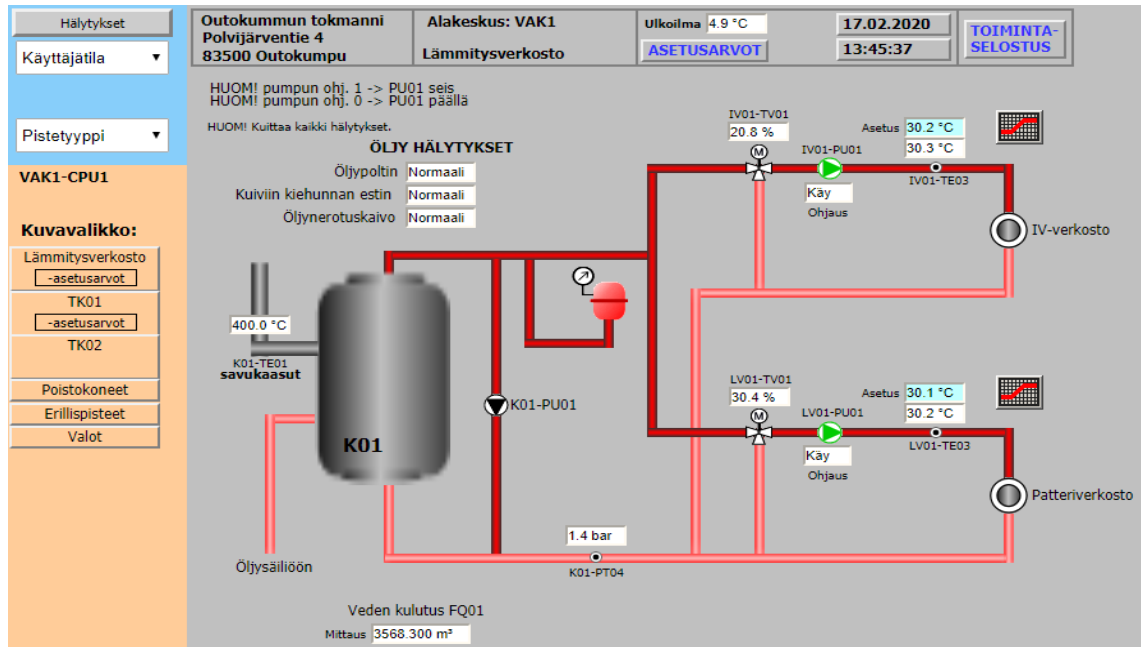 Hälytykset
Käyttäjätila
Pistetyyppi
VAK1-CPU1
Kuvavalikko:
Lämmitysverkosto
-asetusarvot
TK01
-asetusarvot
TK02
Poistokoneet
Erillispisteet
Valot
Outokummun tokmanni
Polvijärventie 4
83500 Outokumpu
Alakeskus: VAK1
Lämmitysverkosto
Ulkoilma 4.9 °C
ASETUSARVOT
17.02.2020
13:45:37
TOIMINTA-
SELOSTUS
HUOM! pumpun ohj. 1 -> PU01 seis
HUOM! pumpun ohj. 0 -> PU01 päällä
HUOM! Kuittaa kaikki hälytykset.
ÖLJY HÄLYTYKSET
Öljypoltin Normaali
Kuiviin kiehunnan estin Normaali
Öljynerotuskaivo Normaali
IV01-TV01
20.8 %
M
IV01-PU01
Käy
Ohjaus
Asetus 30.2 °C
30.3 °C
IV01-TE03
IV-verkosto
400.0 °C
K01-TE01
savukaasut
K01
K01-PU01
LV01-TV01
30.4 %
M
LV01-PU01
Käy
Ohjaus
Asetus 30.1 °C
30.2 °C
LV01-TE03
Patteriverkosto
1.4 bar
K01-PT04
Öljysäiliöön
Veden kulutus FQ01
Mittaus 3568.300 m³